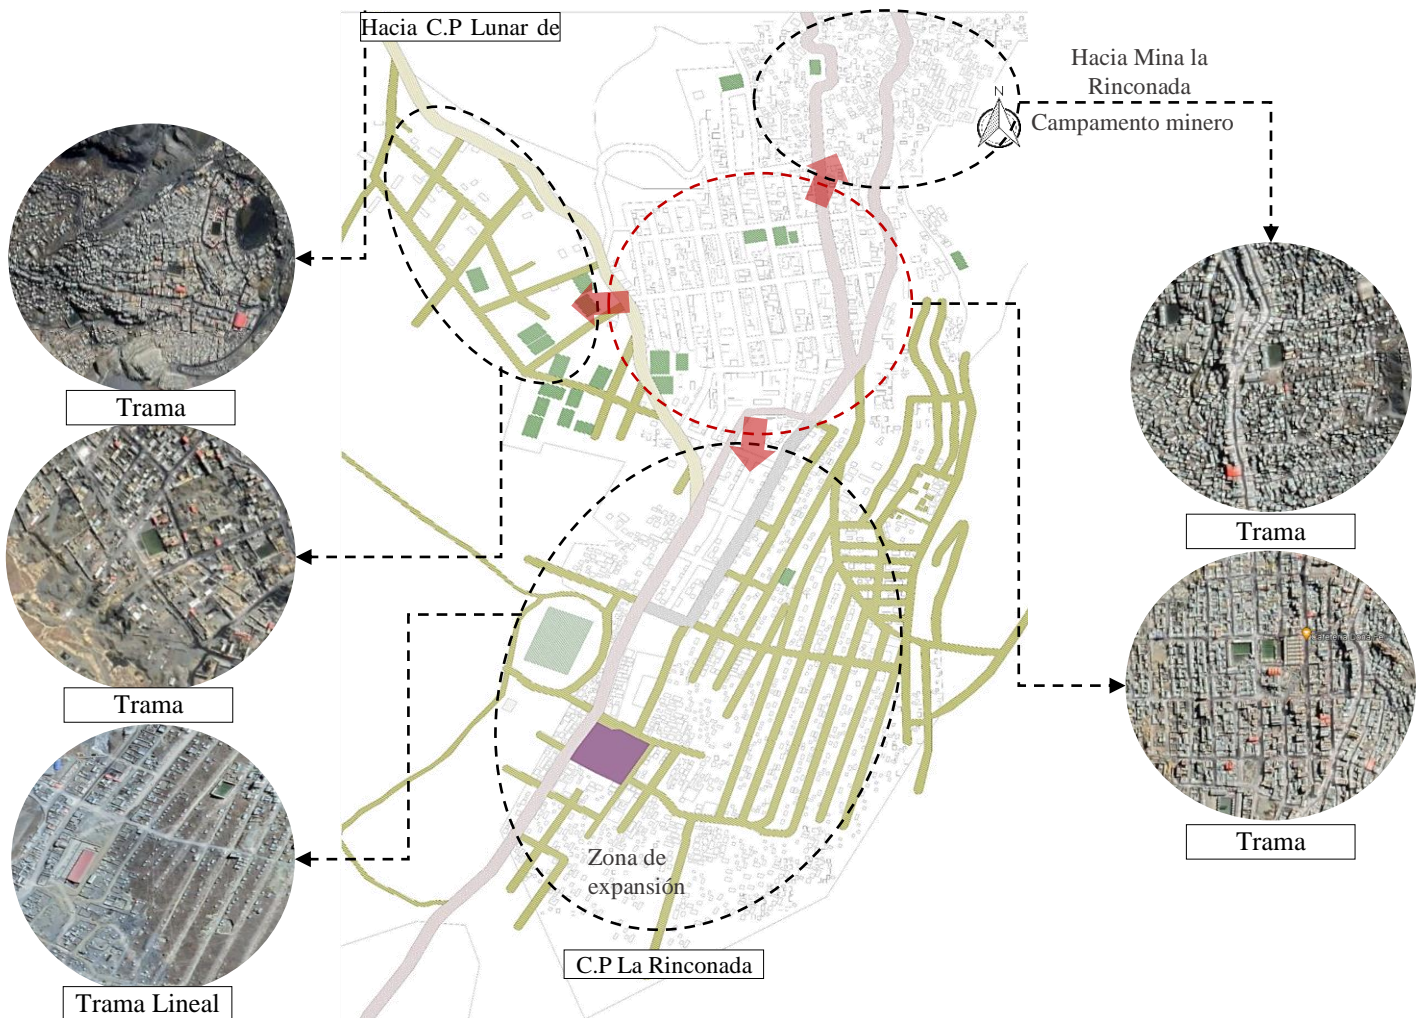 Hacia C.P Lunar de
Hacia Mina la
Rinconada
N
Campamento minero
Trama
Trama
Trama Lineal
Trama
Trama
Zona de
expansión
C.P La Rinconada